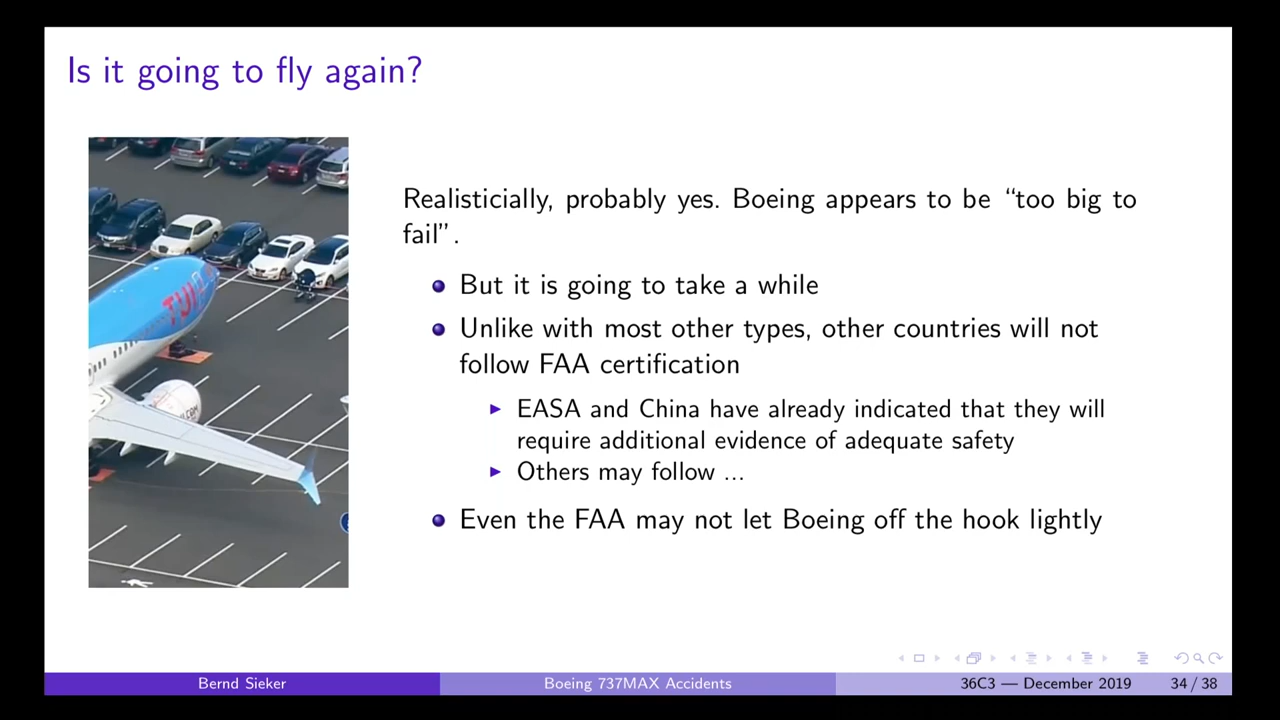 Is it going to fly again?
TUI
Realisticially, probably yes. Boeing appears to be “too big to
fail”.
But it is going to take a while
Unlike with most other types, other countries will not
follow FAA certification
EASA and China have already indicated that they will
require additional evidence of adequate safety
Others may follow ...
Even the FAA may not let Boeing off the hook lightly
Bernd Sieker
Boeing 737MAX Accidents
36C3 — December 2019
34 / 38